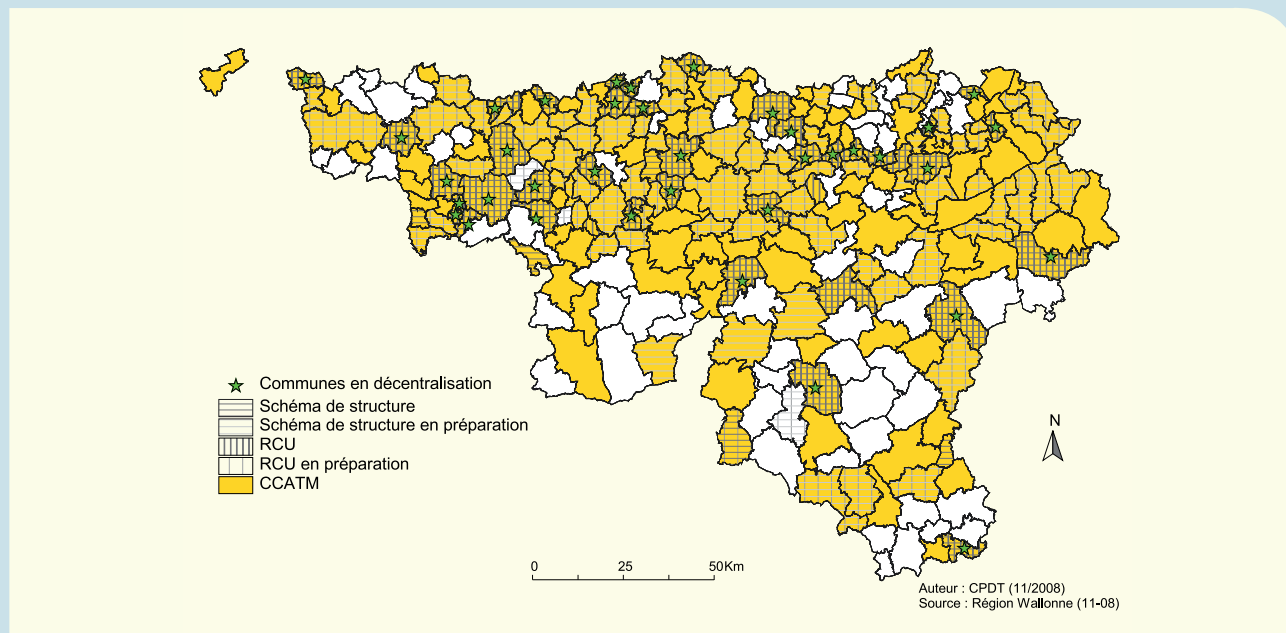 Communes en décentralisation
Schéma de structure
Schéma de structure en préparation
RCU
RCU en préparation
CCATM
N
0 25 50Km
Auteur : CPDT (11/2008)
Source : Région Wallonne (11-08)